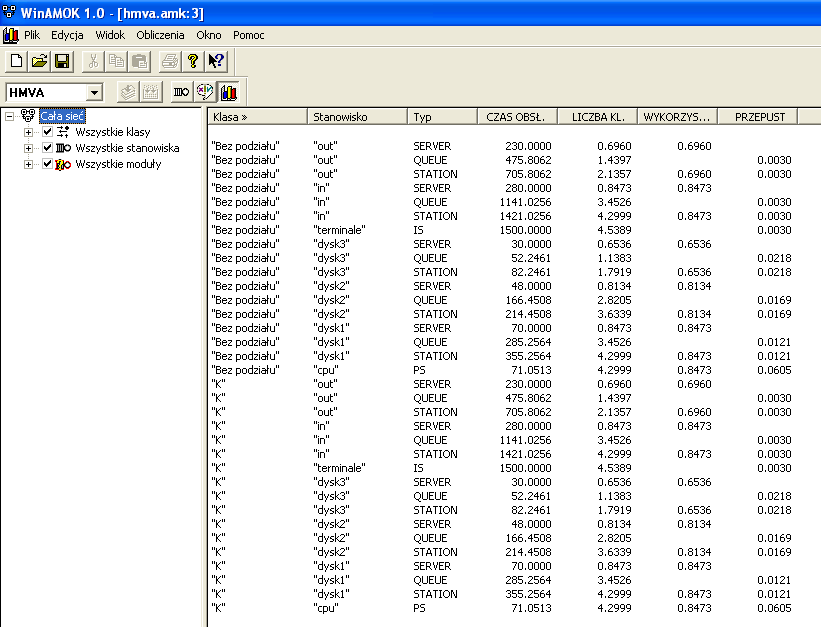 WinAMOK 1.0 - [hmva.amk:3]
Plik Edycja Widok Obliczenia Okno Pomoc
HMVA
Cała sieć
Wszystkie klasy
Wszystkie stanowiska
Wszystkie moduły
Klasa » Stanowisko Typ CZAS OBSŁ. LICZBA KL. WYKORZYS... PRZEPUST
"Bez podziału" "out" SERVER 230.0000 0.6960 0.6960
"Bez podziału" "out" QUEUE 475.8062 1.4397 0.0030
"Bez podziału" "out" STATION 705.8062 2.1357 0.6960 0.0030
"Bez podziału" "in" SERVER 280.0000 0.8473 0.8473
"Bez podziału" "in" QUEUE 1141.0256 3.4526 0.0030
"Bez podziału" "in" STATION 1421.0256 4.2999 0.8473 0.0030
"Bez podziału" "terminale" IS 1500.0000 4.5389 0.0030
"Bez podziału" "dysk3" SERVER 30.0000 0.6536 0.6536
"Bez podziału" "dysk3" QUEUE 52.2461 1.1383 0.0218
"Bez podziału" "dysk3" STATION 82.2461 1.7919 0.6536 0.0218
"Bez podziału" "dysk2" SERVER 48.0000 0.8134 0.8134
"Bez podziału" "dysk2" QUEUE 166.4508 2.8205 0.0169
"Bez podziału" "dysk2" STATION 214.4508 3.6339 0.8134 0.0169
"Bez podziału" "dysk1" SERVER 70.0000 0.8473 0.8473
"Bez podziału" "dysk1" QUEUE 285.2564 3.4526 0.0121
"Bez podziału" "dysk1" STATION 355.2564 4.2999 0.8473 0.0121
"Bez podziału" "cpu" PS 71.0513 4.2999 0.8473 0.0605
"K" "out" SERVER 230.0000 0.6960 0.6960
"K" "out" QUEUE 475.8062 1.4397 0.0030
"K" "out" STATION 705.8062 2.1357 0.6960 0.0030
"K" "in" SERVER 280.0000 0.8473 0.8473
"K" "in" QUEUE 1141.0256 3.4526 0.0030
"K" "in" STATION 1421.0256 4.2999 0.8473 0.0030
"K" "terminale" IS 1500.0000 4.5389 0.0030
"K" "dysk3" SERVER 30.0000 0.6536 0.6536
"K" "dysk3" QUEUE 52.2461 1.1383 0.0218
"K" "dysk3" STATION 82.2461 1.7919 0.6536 0.0218
"K" "dysk2" SERVER 48.0000 0.8134 0.8134
"K" "dysk2" QUEUE 166.4508 2.8205 0.0169
"K" "dysk2" STATION 214.4508 3.6339 0.8134 0.0169
"K" "dysk1" SERVER 70.0000 0.8473 0.8473
"K" "dysk1" QUEUE 285.2564 3.4526 0.0121
"K" "dysk1" STATION 355.2564 4.2999 0.8473 0.0121
"K" "cpu" PS 71.0513 4.2999 0.8473 0.0605